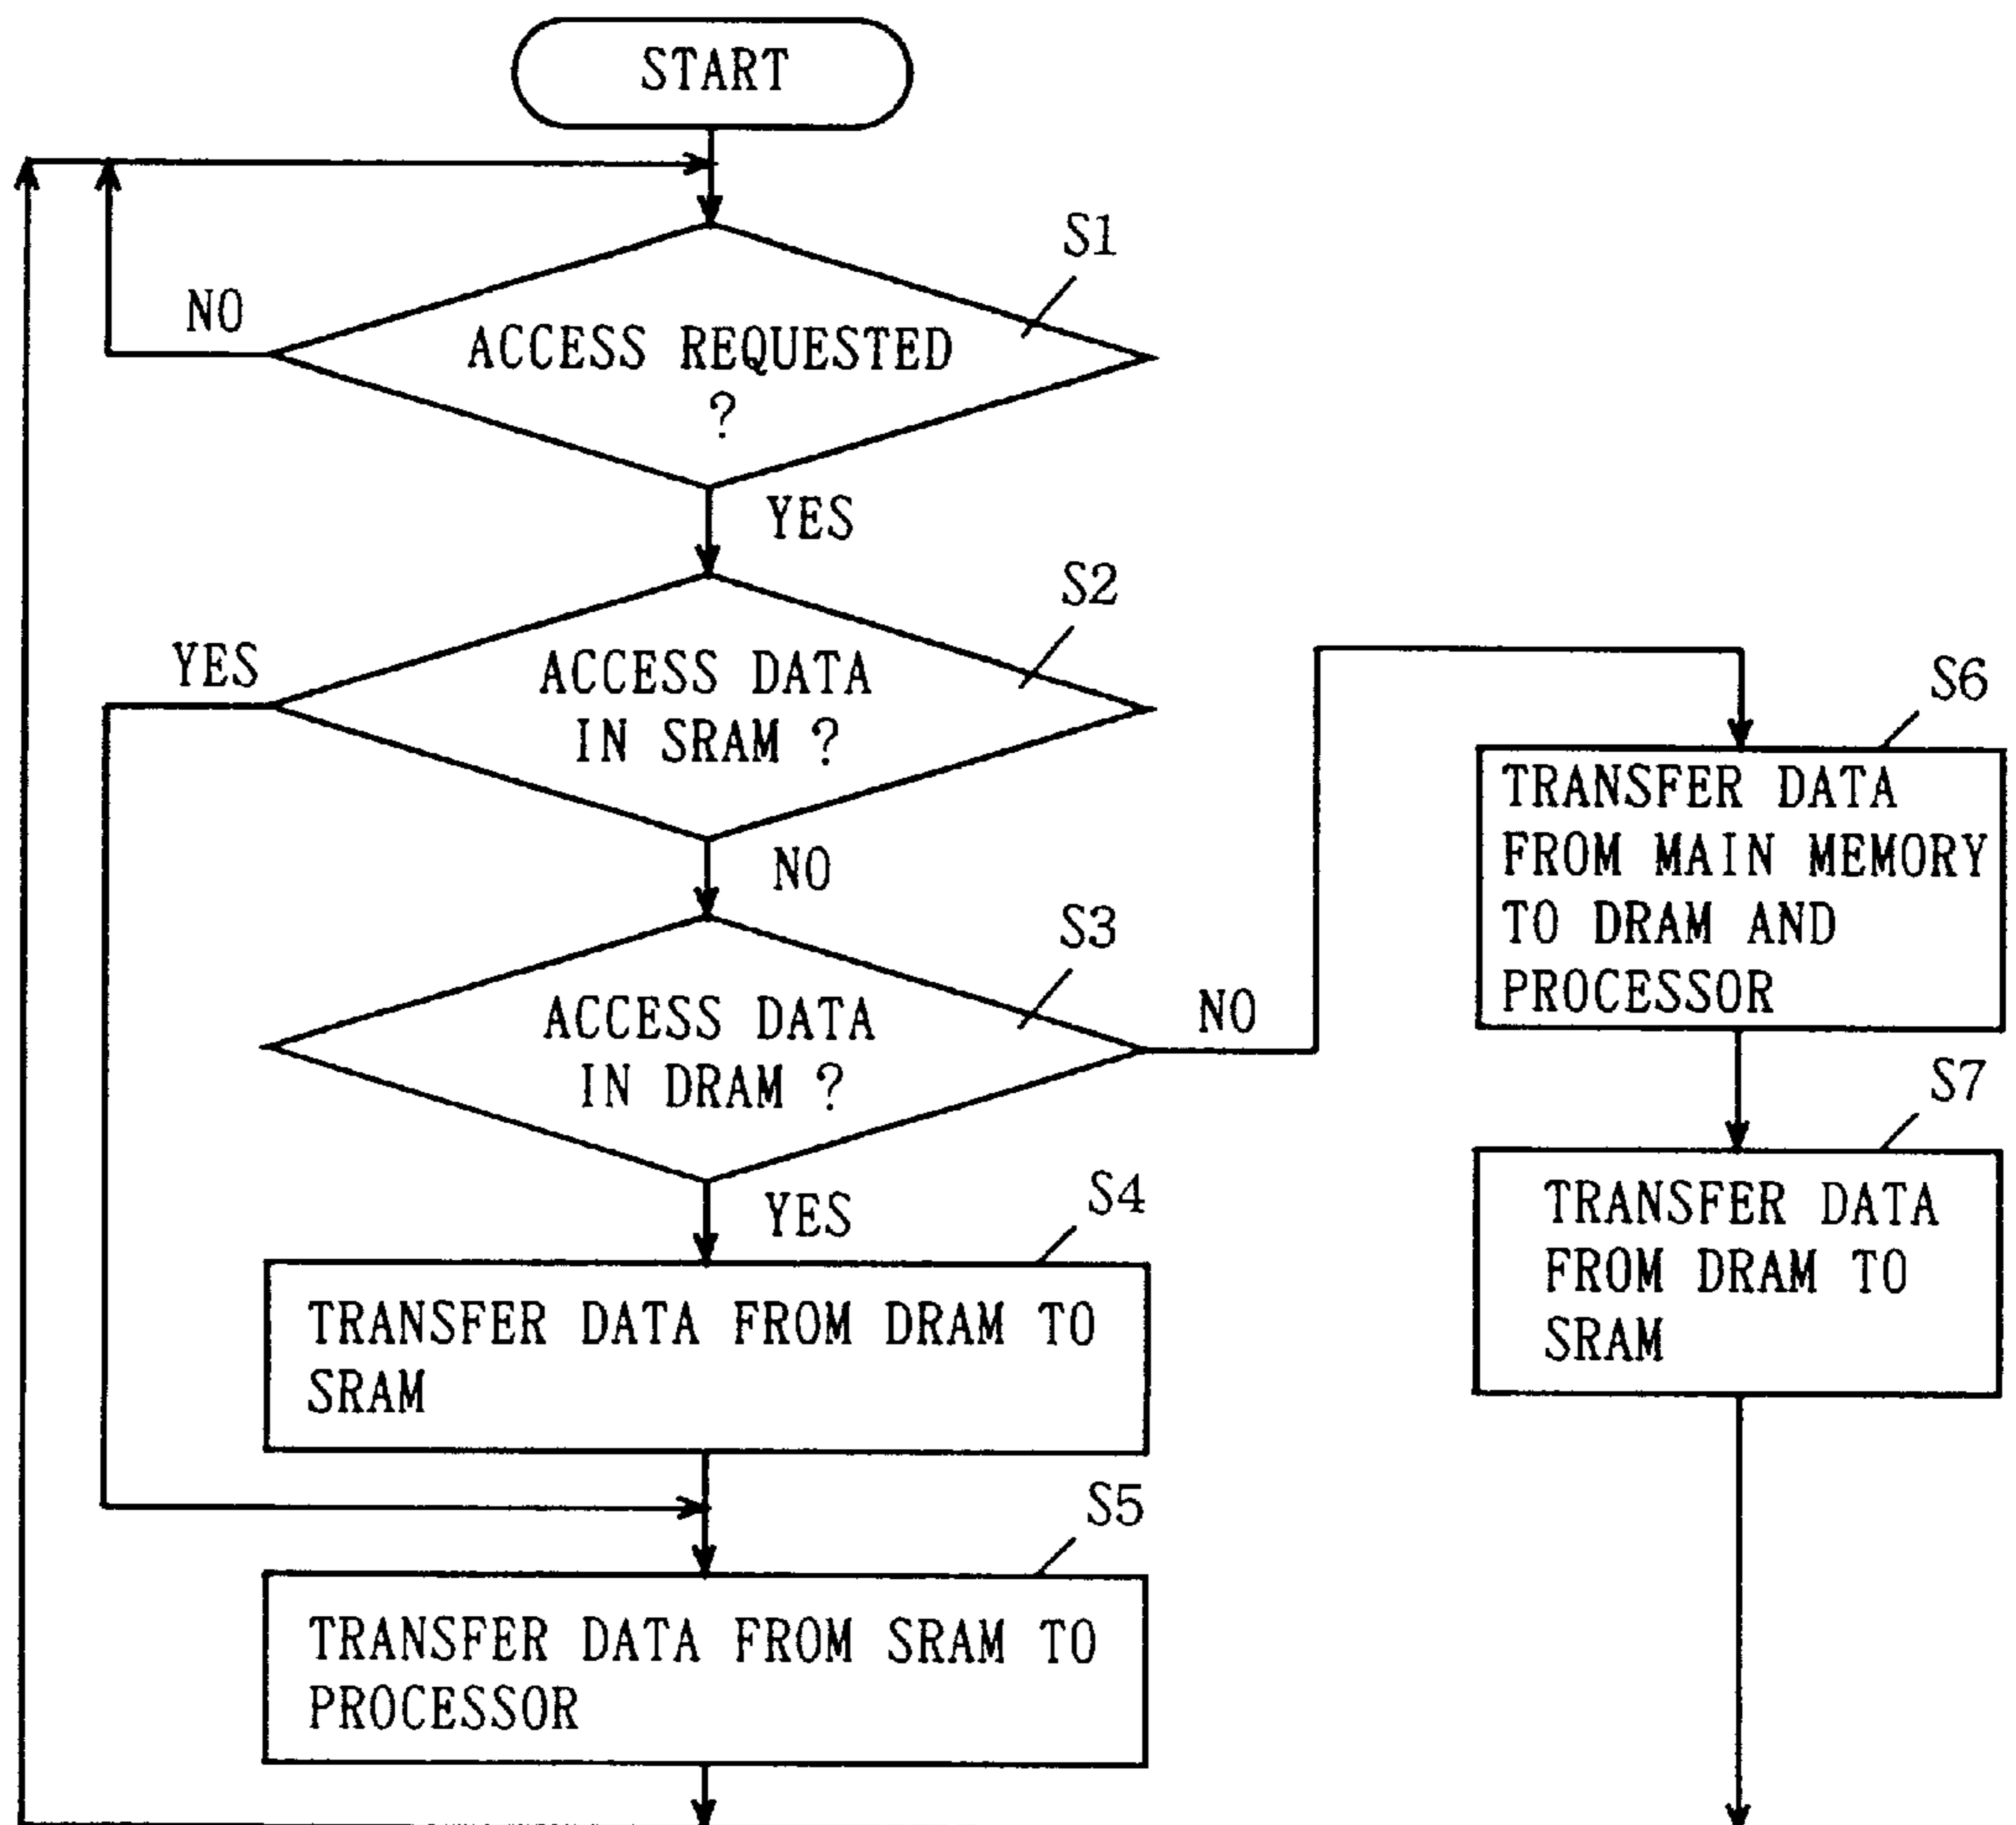 START
S1
NO
ACCESS REQUESTED
?
YES
S2
YES
ACCESS DATA
IN SRAM ?
NO
S3
ACCESS DATA
IN DRAM ?
NO
YES
S4
TRANSFER DATA FROM DRAM TO
SRAM
S5
TRANSFER DATA FROM SRAM TO
PROCESSOR
S6
TRANSFER DATA
FROM MAIN MEMORY
TO DRAM AND
PROCESSOR
S7
TRANSFER DATA
FROM DRAM TO
SRAM